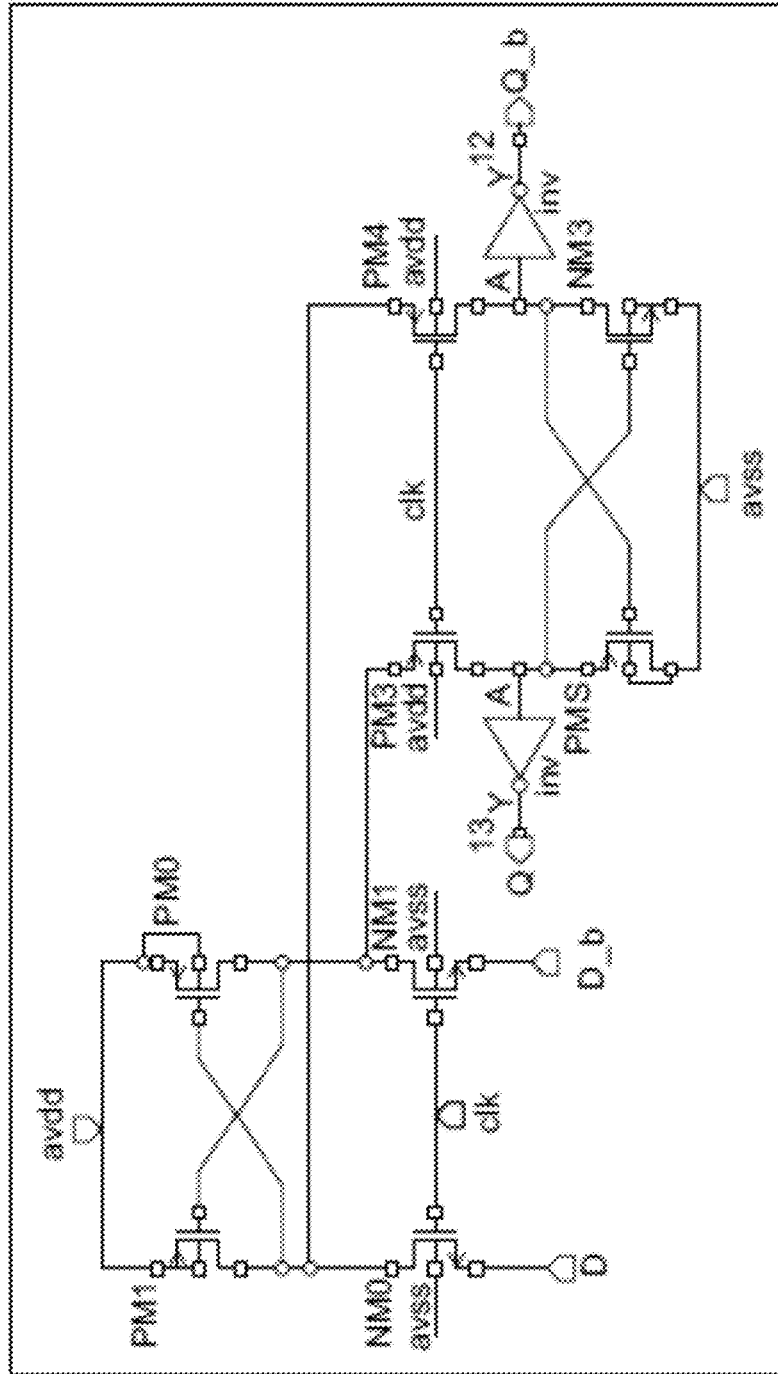 avdd
PM1
PM0
NM0
avss
NM1
avss
clk
D
D_b
clk
PM3
avdd
PM4
avdd
A
A
Y
12
inv
Q_b
13
Y
inv
Q
PMS
NM3
avss